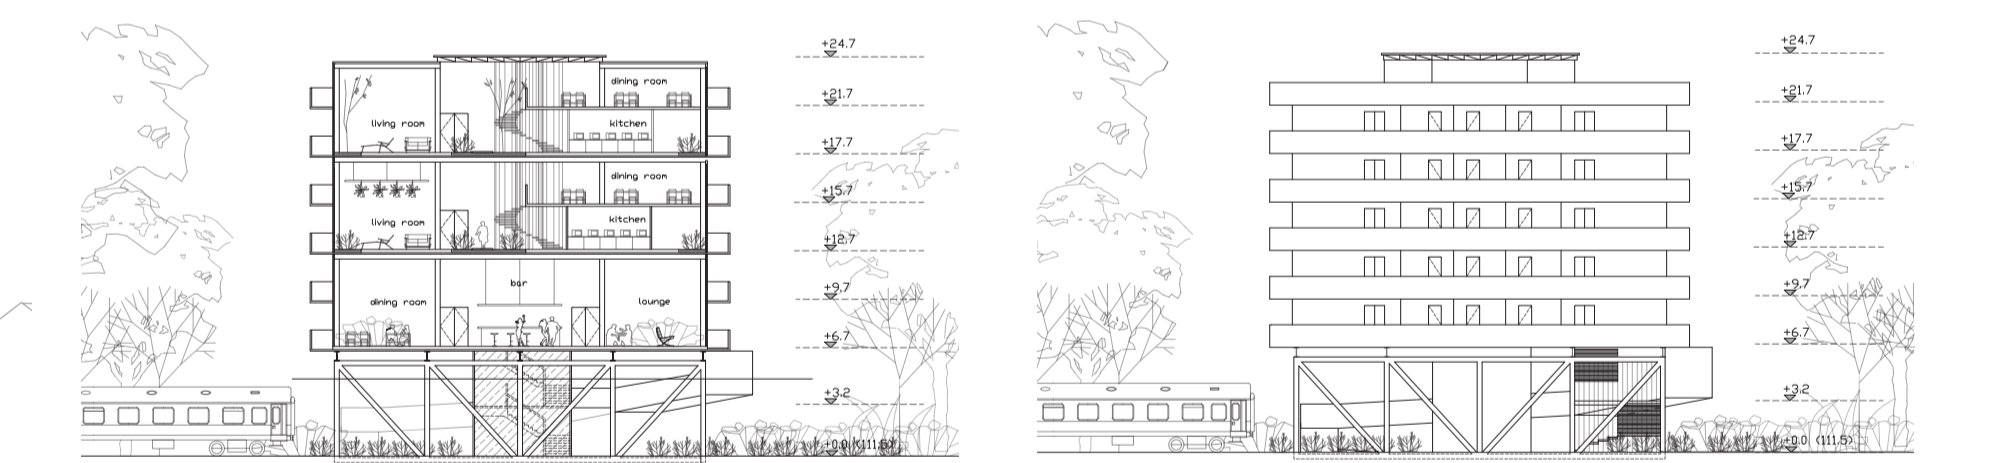 +24.7
dining room
+21.7
living room
kitchen
+17.7
dining room
+15.7
living room
kitchen
+12.7
bar
+9.7
dining room
lounge
+6.7
+3.2
+0.0 (111.5)
+24.7
+21.7
+17.7
+15.7
+12.7
+9.7
+6.7
+3.2
+0.0 (111.5)